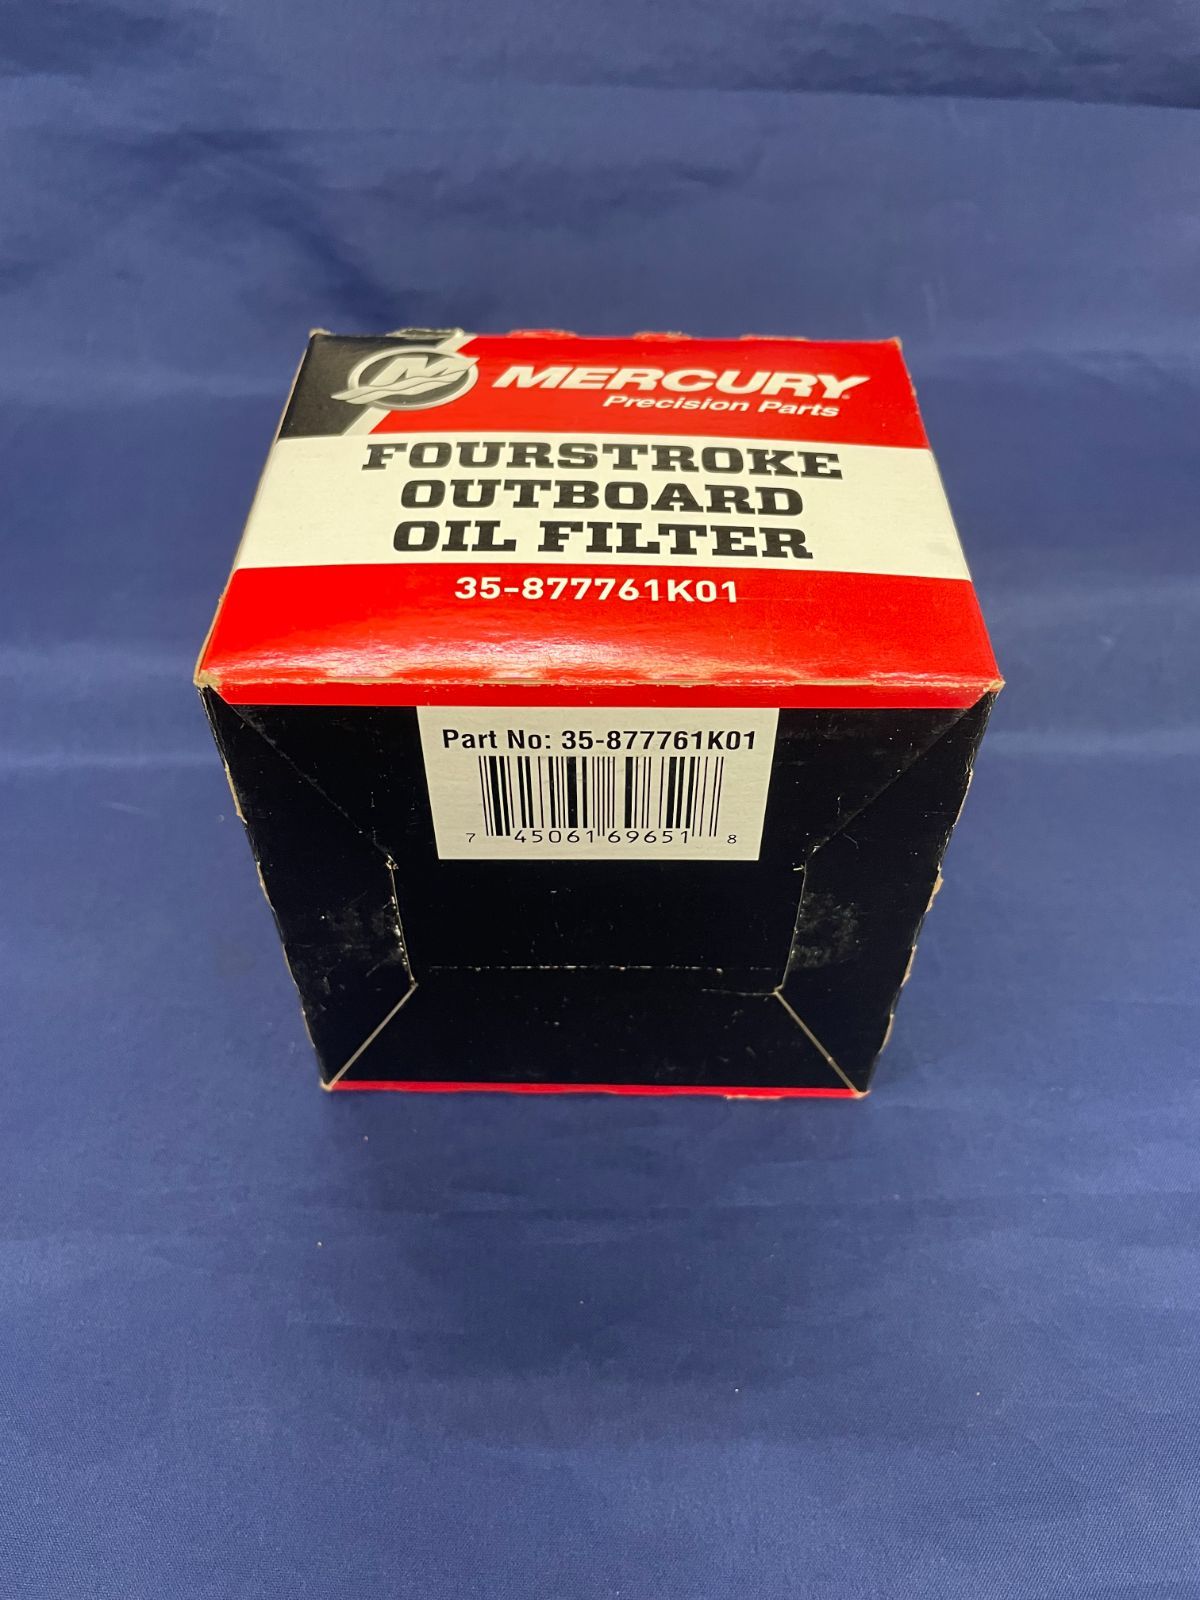 M
MERCURY
Precision Parts
FOURSTROKE
OUTBOARD
OIL FILTER
35-877761K01
Part No: 35-877761K01
7 45061 69651 8